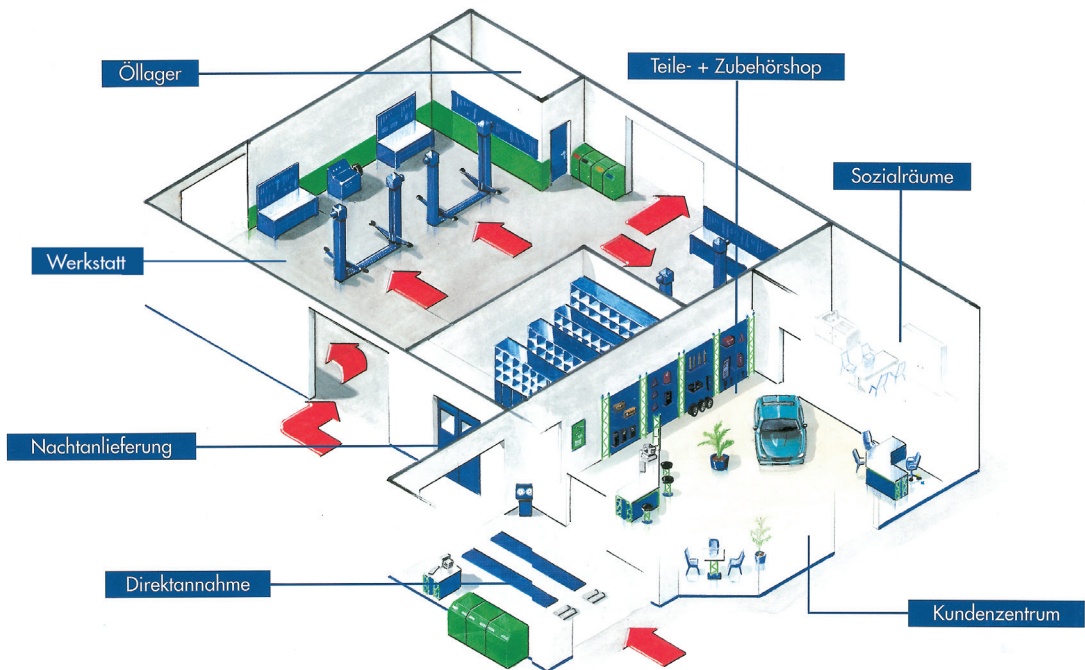 Öllager
Teile- + Zubehörshop
Sozialräume
Werkstatt
Nachtanlieferung
Direktannahme
Kundenzentrum